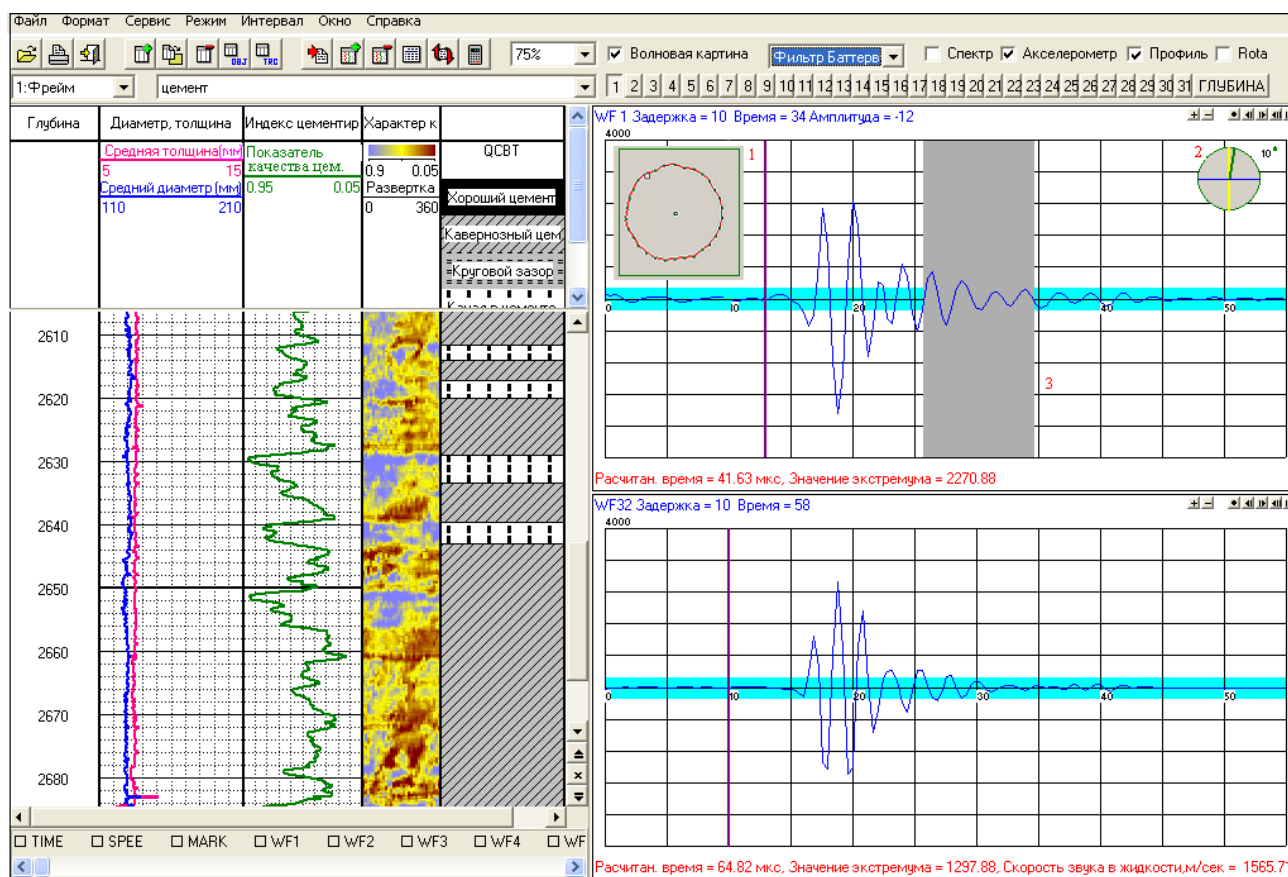 Файл Формат Сервис Режим Интервал Окно Справка
OBJ TRC 75% Волновая картина Фильтр Баттерв Спектр Акселерометр Профиль Rota
1:Фрейм цемент 1 2 3 4 5 6 7 8 9 10 11 12 13 14 15 16 17 18 19 20 21 22 23 24 25 26 27 28 29 30 31 ГЛУБИНА
Глубина Диаметр, толщина Индекс цементир Характер к
Средняя толщина(мм)
5 15
Средний диаметр (мм)
110 210
Показатель
качества цем.
0.95 0.05
0.9 0.05
Развертка
0 360
QCBT
Хороший цемент
Кавернозный цем
Круговой зазор
2610
2620
2630
2640
2650
2660
2670
2680
TIME SPEE MARK WF1 WF2 WF3 WF4 WF
WF 1 Задержка = 10 Время = 34 Амплитуда = -12
4000
1 2 10°
0 10 20 40 50
3
Расчитан. время = 41.63 мкс, Значение экстремума = 2270.88
WF32 Задержка = 10 Время = 58
4000
0 10 20 30 40 50
Расчитан. время = 64.82 мкс, Значение экстремума = 1297.88, Скорость звука в жидкости,м/сек = 1565.71